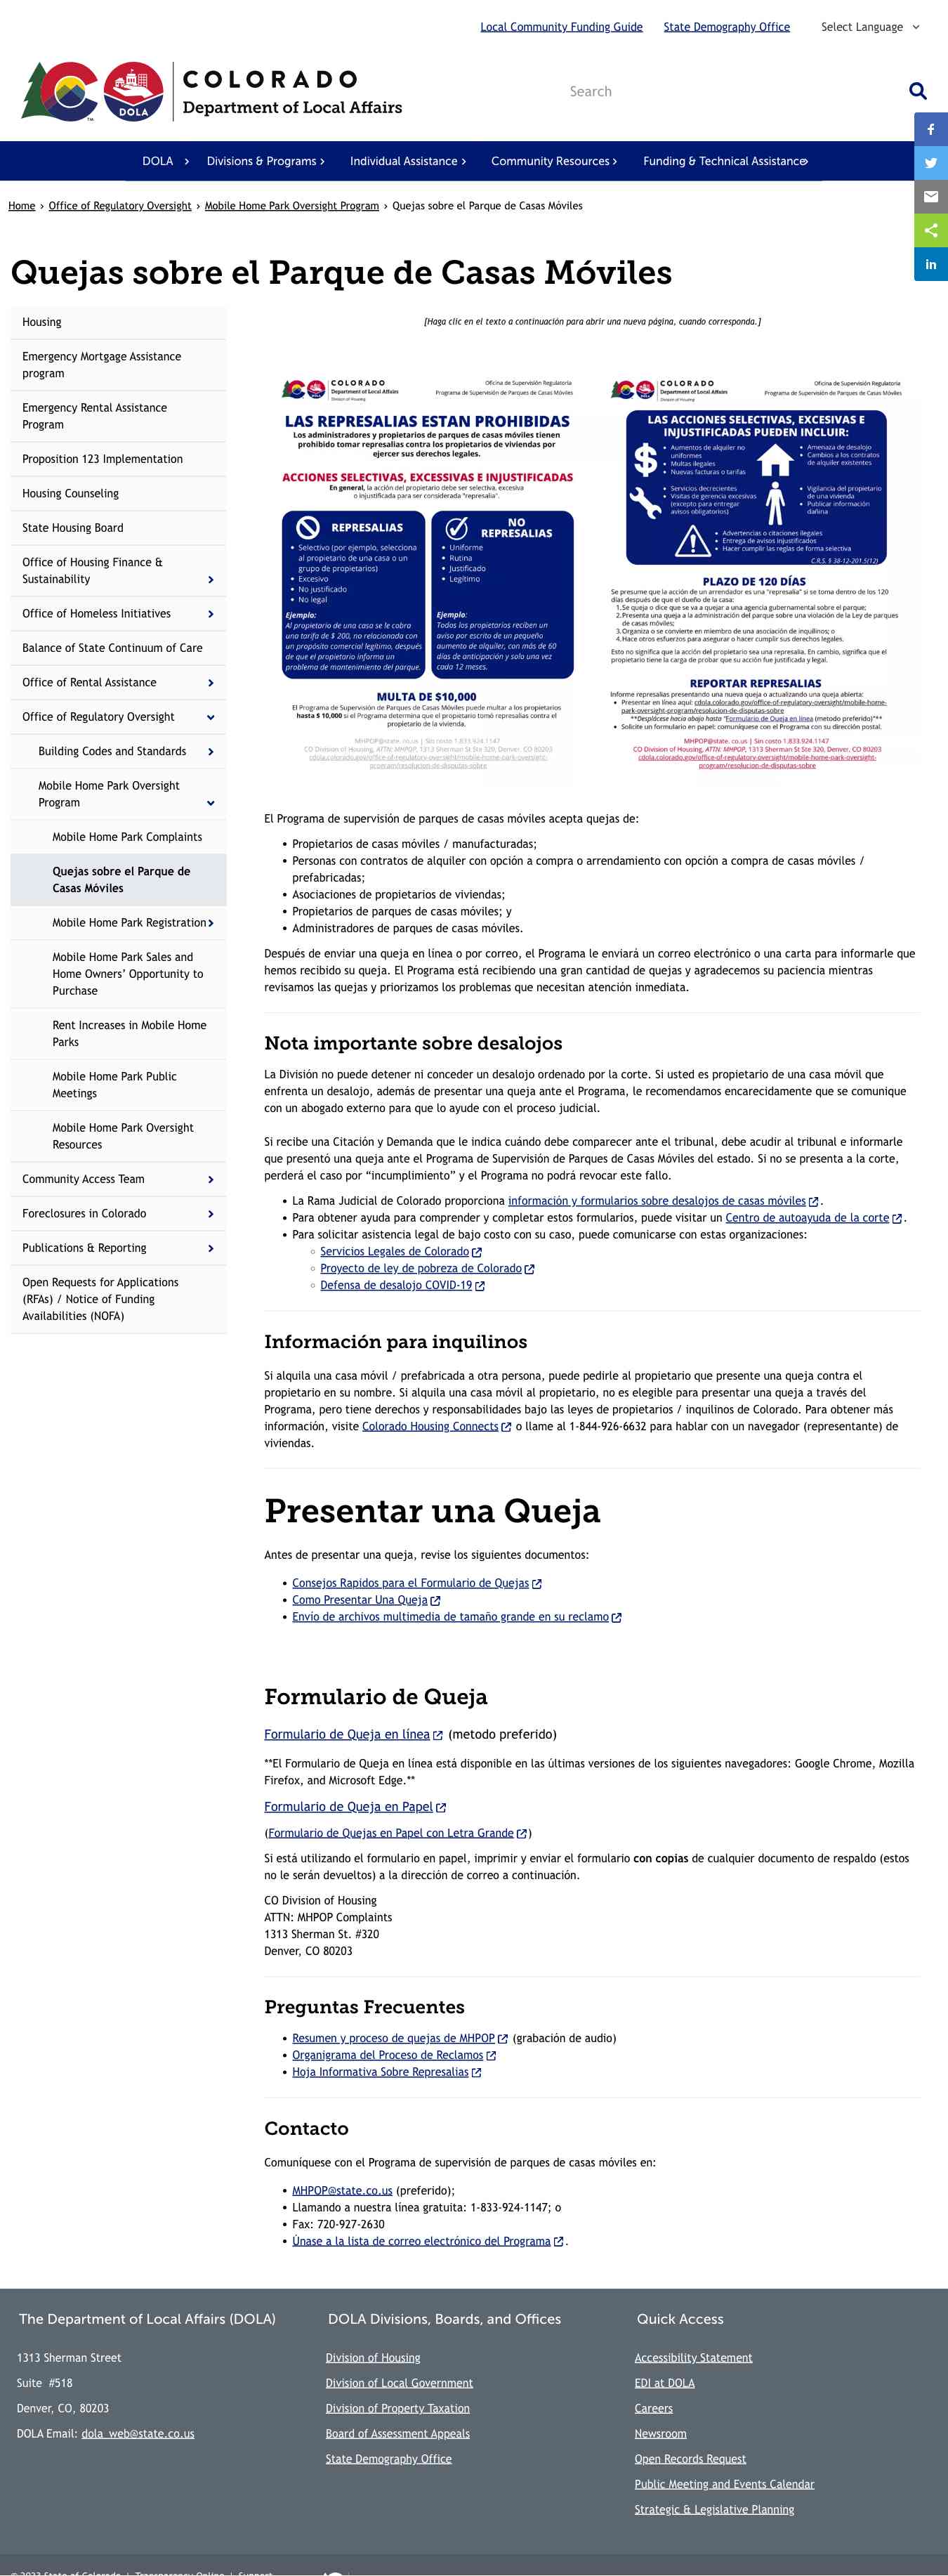 Local Community Funding Guide State Demography Office Select Language
COLORADO
Department of Local Affairs
DOLA
Search
DOLA Divisions & Programs Individual Assistance Community Resources Funding & Technical Assistance
Home › Office of Regulatory Oversight › Mobile Home Park Oversight Program › Quejas sobre el Parque de Casas Móviles
Quejas sobre el Parque de Casas Móviles
Housing
Emergency Mortgage Assistance
program
Emergency Rental Assistance
Program
Proposition 123 Implementation
Housing Counseling
State Housing Board
Office of Housing Finance &
Sustainability
Office of Homeless Initiatives
Balance of State Continuum of Care
Office of Rental Assistance
Office of Regulatory Oversight
Building Codes and Standards
Mobile Home Park Oversight
Program
Mobile Home Park Complaints
Quejas sobre el Parque de
Casas Móviles
Mobile Home Park Registration
Mobile Home Park Sales and
Home Owners’ Opportunity to
Purchase
Rent Increases in Mobile Home
Parks
Mobile Home Park Public
Meetings
Mobile Home Park Oversight
Resources
Community Access Team
Foreclosures in Colorado
Publications & Reporting
Open Requests for Applications
(RFAs) / Notice of Funding
Availabilities (NOFA)
[Haga clic en el texto a continuación para abrir una nueva página, cuando corresponda.]
COLORADO
Department of Local Affairs
Division of Housing
Oficina de Supervisión Regulatoria
Programa de Supervisión de Parques de Casas Móviles
LAS REPRESALIAS ESTAN PROHIBIDAS
Los administradores y propietarios de parques de casas móviles tienen
prohibido tomar represalias contra los propietarios de viviendas por
ejercer sus derechos.
ACCIONES SELECTIVAS, EXCESIVAS E INJUSTIFICADAS
En general, la acción debe ser selectiva, excesiva
o injustificada para ser considerada "represalia".
REPRESALIAS
Selectivo (por ejemplo, selecciona
al propietario de una casa o un
grupo de propietarios)
Excesivo
No justificado
No legal
Ejemplo:
Al propietario de una casa se le cobra
una tarifa de $ 200, no relacionada con
un depósito o servicio, después de
que el propietario informa un
problema de mantenimiento del parque.
NO
REPRESALIAS
Uniforme
Rutina
Justificado
Legítimo
Ejemplo:
Todos los propietarios reciben un
aviso por escrito de un pequeño
aumento de alquiler, con más de 60
días de anticipación y solo una vez
cada 12 meses.
MULTA DE $10,000
El Programa de Supervisión de Parques de Casas Móviles puede multar a los propietarios
hasta $ 10,000 si el Programa determina que el propietario tomó represalias contra el
propietario de la vivienda.
MHPOP@state.co.us | Sin costo 1.833.924.1147
CO Division of Housing, ATTN: MHPOP, 1313 Sherman St Ste 320, Denver, CO 80203
cdola.colorado.gov/office-of-regulatory-oversight/mobile-home-park-oversight-
program/resolucion-de-disputas-sobre
COLORADO
Department of Local Affairs
Division of Housing
Oficina de Supervisión Regulatoria
Programa de Supervisión de Parques de Casas Móviles
LAS ACCIONES SELECTIVAS, EXCESIVAS E
INJUSTIFICADAS PUEDEN INCLUIR:
Aumentos de alquiler no
uniformes
Multas ilegales
Nuevas facturas o tarifas
Amenaza de desalojo
Cambios a los contratos
de alquiler existentes
Servicios decrecientes
Visitas de gerencia excesivas
(excepto para entregar
avisos obligatorios)
Vigilancia de un
propietario de vivienda
Publicar información
dañina
Advertencias o citaciones ilegales
Entrega de avisos injustificados
Hacer cumplir las reglas de forma selectiva
C.R.S. § 38-12-201.5(12)
PLAZO DE 120 DÍAS
Se presume que la acción de un arrendador es una "represalia" si se toma dentro de los 120
días después de que el dueño de la casa:
1. Se queja o dice que se va a quejar a una agencia gubernamental;
2. Se queja o dice que se va a quejar al propietario del parque sobre una violación de la ley de parques
de casas móviles;
3. Organiza o se convierte en miembro de una asociación de inquilinos; o
4. Hace otros esfuerzos para asegurar o hacer cumplir sus derechos legales.
Esto no significa que la acción del propietario sea una represalia. Sin embargo, sí significa que el
propietario tiene la carga de probar que su acción fue justificada y legal.
REPORTAR REPRESALIAS
Informe represalias presentando una nueva queja o actualizando una queja abierta:
Presentar en línea aquí: cdola.colorado.gov/office-of-regulatory-oversight/mobile-home-
park-oversight-program/resolucion-de-disputas-sobre
**Desplácese hacia abajo hasta "Formulario de Queja en línea (metodo preferido)"**
Solicite un formulario en papel: comuníquese con el Programa por correo, correo o correo.
MHPOP@state.co.us | Sin costo 1.833.924.1147
CO Division of Housing, ATTN: MHPOP, 1313 Sherman St Ste 320, Denver, CO 80203
cdola.colorado.gov/office-of-regulatory-oversight/mobile-home-park-oversight-
program/resolucion-de-disputas-sobre
El Programa de supervisión de parques de casas móviles acepta quejas de:
Propietarios de casas móviles / manufacturadas;
Personas con contratos de alquiler con opción a compra o arrendamiento con opción a compra de casas móviles /
prefabricadas;
Asociaciones de propietarios de viviendas;
Propietarios de parques de casas móviles; y
Administradores de parques de casas móviles.
Después de enviar una queja en línea o por correo, el Programa le enviará un correo electrónico o una carta para informarle que
hemos recibido su queja. El Programa está recibiendo una gran cantidad de quejas y agradecemos su paciencia mientras
revisamos las quejas y priorizamos los problemas que necesitan atención inmediata.
Nota importante sobre desalojos
La División no puede detener ni conceder un desalojo ordenado por la corte. Si usted es propietario de una casa móvil que
enfrenta un desalojo, además de presentar una queja ante el Programa, le recomendamos encarecidamente que se comunique
con un abogado externo para que lo ayude con el proceso judicial.
Si recibe una Citación y Demanda que le indica cuándo debe comparecer ante el tribunal, debe acudir al tribunal e informarle
que presentó una queja ante el Programa de Supervisión de Parques de Casas Móviles del estado. Si no se presenta a la corte,
perderá el caso por “incumplimiento” y el Programa no podrá revocar este fallo.
La Rama Judicial de Colorado proporciona información y formularios sobre desalojos de casas móviles.
Para obtener ayuda para comprender y completar estos formularios, puede visitar un Centro de autoayuda de la corte.
Para solicitar asistencia legal de bajo costo con su caso, puede comunicarse con estas organizaciones:
Servicios Legales de Colorado
Proyecto de ley de pobreza de Colorado
Defensa de desalojo COVID-19
Información para inquilinos
Si alquila una casa móvil / prefabricada a otra persona, puede pedirle al propietario que presente una queja contra el
propietario en su nombre. Si alquila una casa móvil al propietario, no es elegible para presentar una queja a través del
Programa, pero tiene derechos y responsabilidades bajo las leyes de propietarios / inquilinos de Colorado. Para obtener más
información, visite Colorado Housing Connects o llame al 1-844-926-6632 para hablar con un navegador (representante) de
viviendas.
Presentar una Queja
Antes de presentar una queja, revise los siguientes documentos:
Consejos Rapidos para el Formulario de Quejas
Como Presentar Una Queja
Envío de archivos multimedia de tamaño grande en su reclamo
Formulario de Queja
Formulario de Queja en línea (metodo preferido)
**El Formulario de Queja en línea está disponible en las últimas versiones de los siguientes navegadores: Google Chrome, Mozilla
Firefox, and Microsoft Edge.**
Formulario de Queja en Papel
(Formulario de Quejas en Papel con Letra Grande)
Si está utilizando el formulario en papel, imprimir y enviar el formulario con copias de cualquier documento de respaldo (estos
no le serán devueltos) a la dirección de correo a continuación.
CO Division of Housing
ATTN: MHPOP Complaints
1313 Sherman St. #320
Denver, CO 80203
Preguntas Frecuentes
Resumen y proceso de quejas de MHPOP (grabación de audio)
Organigrama del Proceso de Reclamos
Hoja Informativa Sobre Represalias
Contacto
Comuníquese con el Programa de supervisión de parques de casas móviles en:
MHPOP@state.co.us (preferido);
Llamando a nuestra línea gratuita: 1-833-924-1147; o
Fax: 720-927-2630
Únase a la lista de correo electrónico del Programa.
The Department of Local Affairs (DOLA)
1313 Sherman Street
Suite #518
Denver, CO, 80203
DOLA Email: dola_web@state.co.us
DOLA Divisions, Boards, and Offices
Division of Housing
Division of Local Government
Division of Property Taxation
Board of Assessment Appeals
State Demography Office
Quick Access
Accessibility Statement
EDI at DOLA
Careers
Newsroom
Open Records Request
Public Meeting and Events Calendar
Strategic & Legislative Planning
© 2023 State of Colorado | Transparency Online | Support